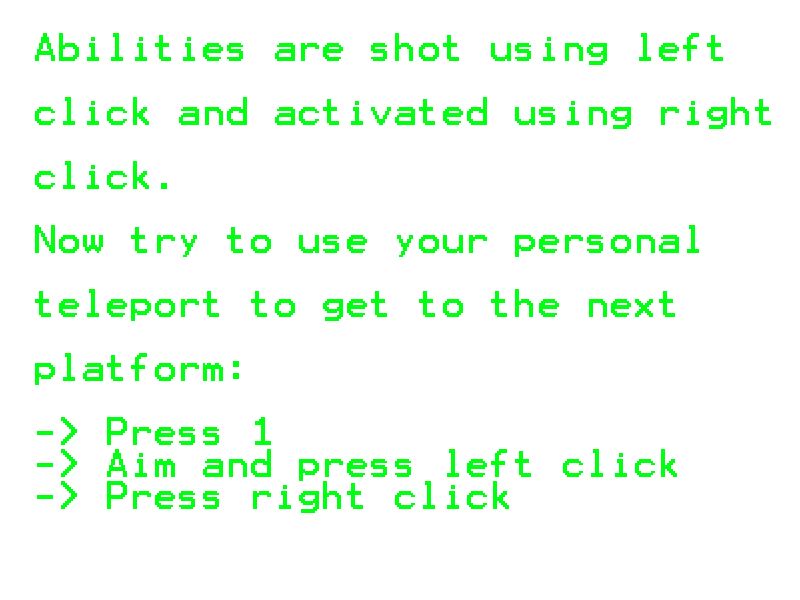 Abilities are shot using left
click and activated using right
click.
Now try to use your personal
teleport to get to the next
platform:
-> Press 1
-> Aim and press left click
-> Press right click